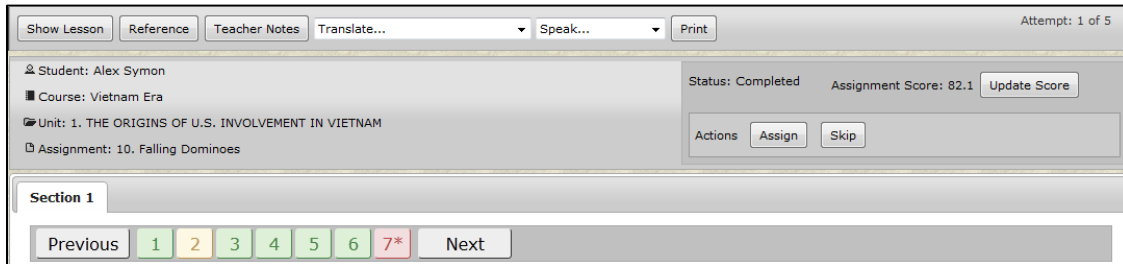 Show Lesson Reference Teacher Notes Translate... Speak... Print Attempt: 1 of 5
Student: Alex Symon
Course: Vietnam Era
Unit: 1. THE ORIGINS OF U.S. INVOLVEMENT IN VIETNAM
Assignment: 10. Falling Dominoes
Status: Completed Assignment Score: 82.1 Update Score
Actions Assign Skip
Section 1
Previous 1 2 3 4 5 6 7* Next